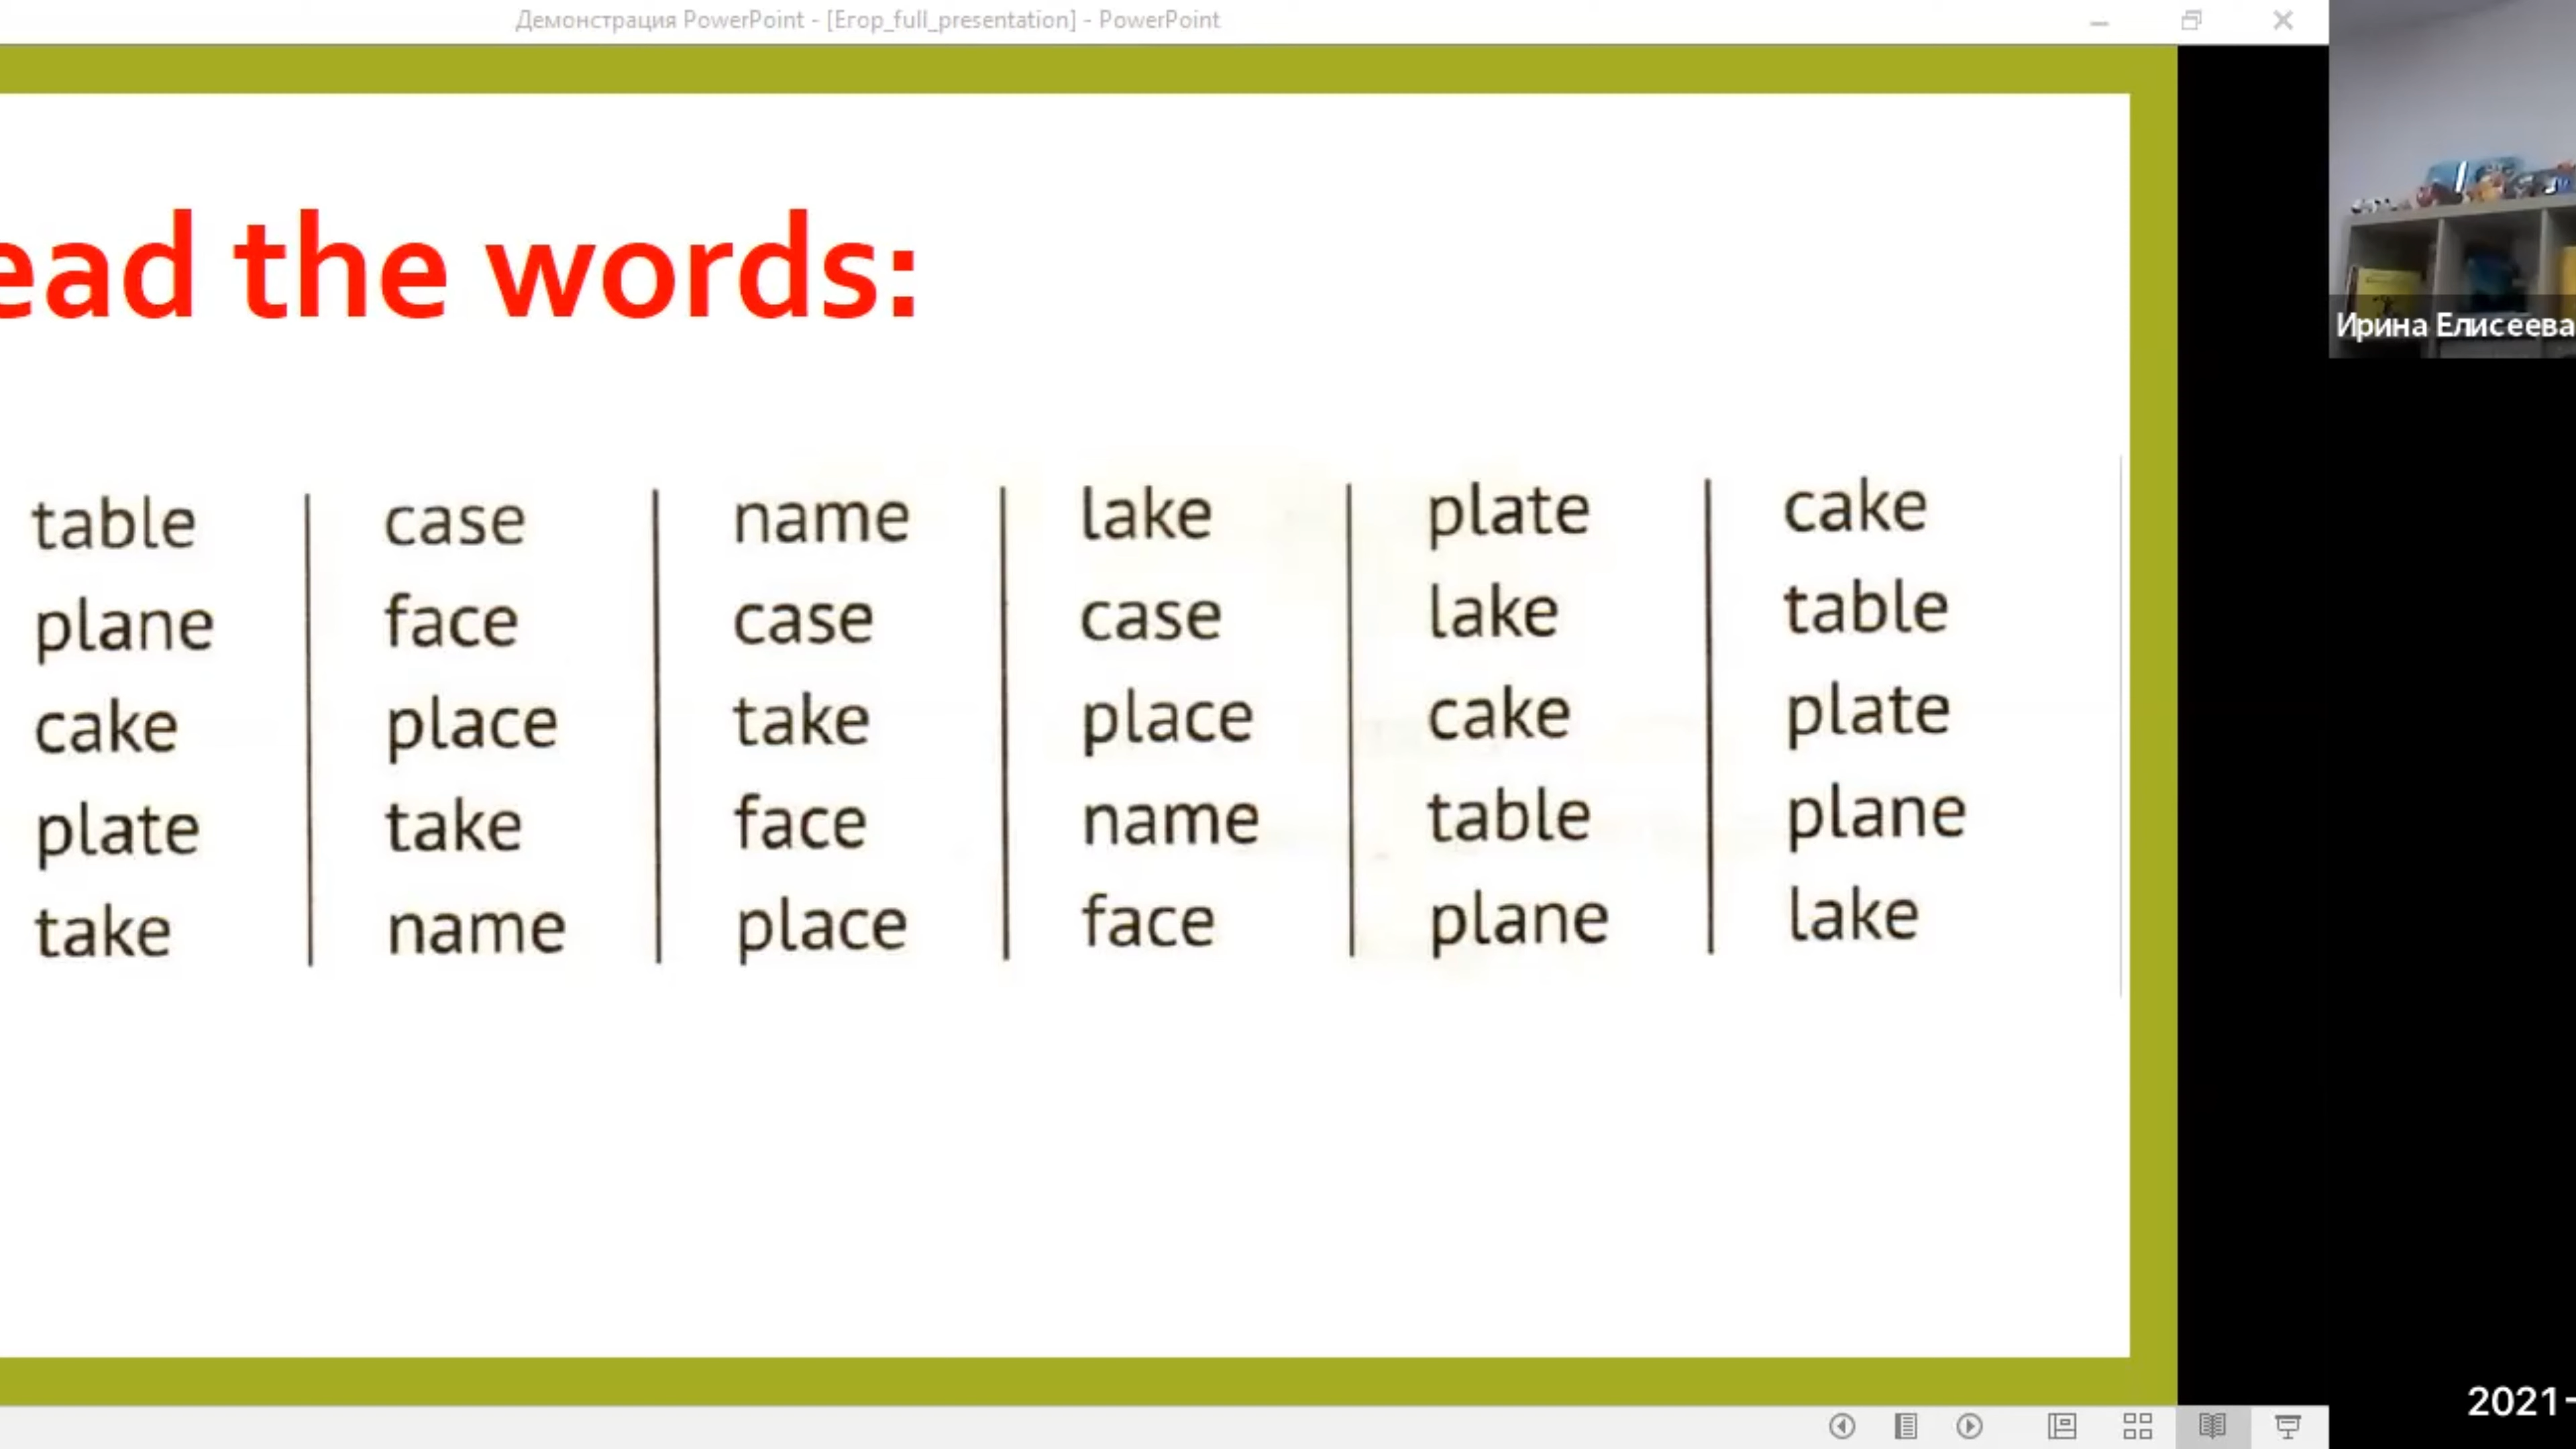 Демонстрация PowerPoint - [Егор_full_presentation] - PowerPoint
ead the words:
table case name lake plate cake
plane face case case lake table
cake place take place cake plate
plate take face name table plane
take name place face plane lake
Ирина Елисеева
2021-